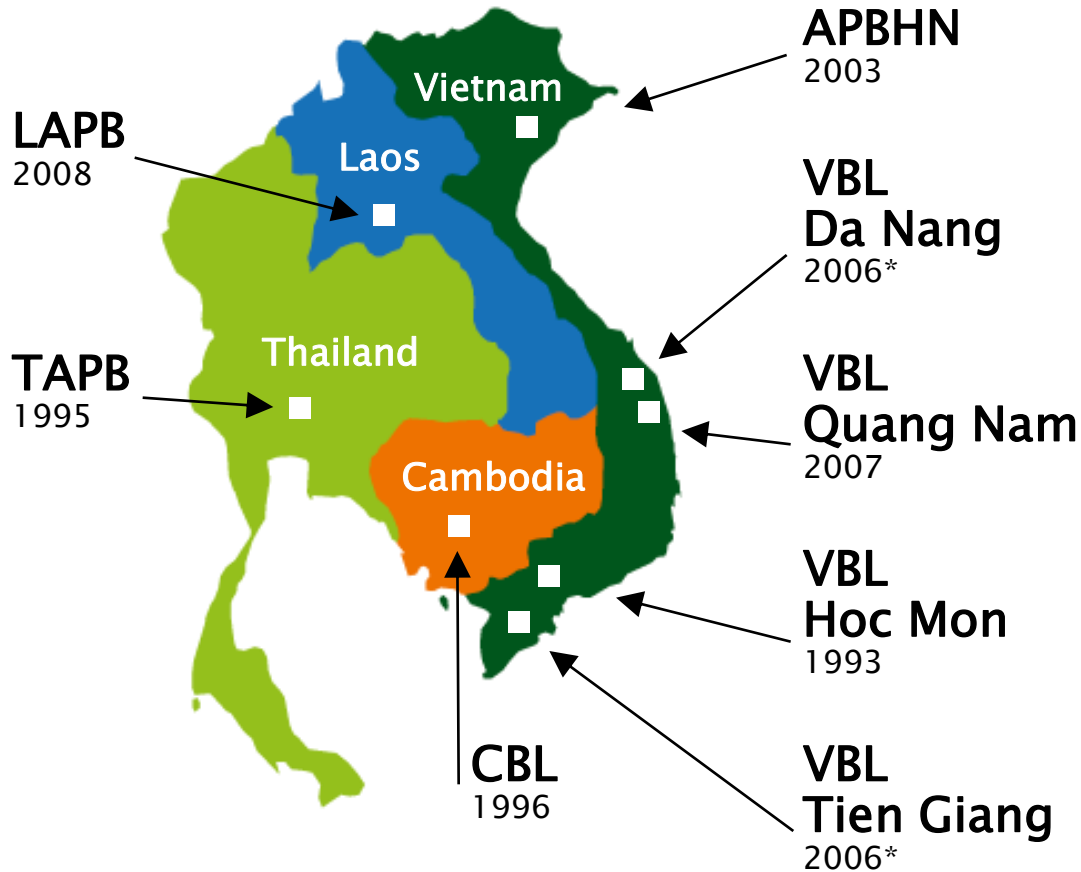 APBHN
2003
Vietnam
LAPB
2008
Laos
VBL
Da Nang
2006*
Thailand
TAPB
1995
VBL
Quang Nam
2007
Cambodia
VBL
Hoc Mon
1993
CBL
1996
VBL
Tien Giang
2006*